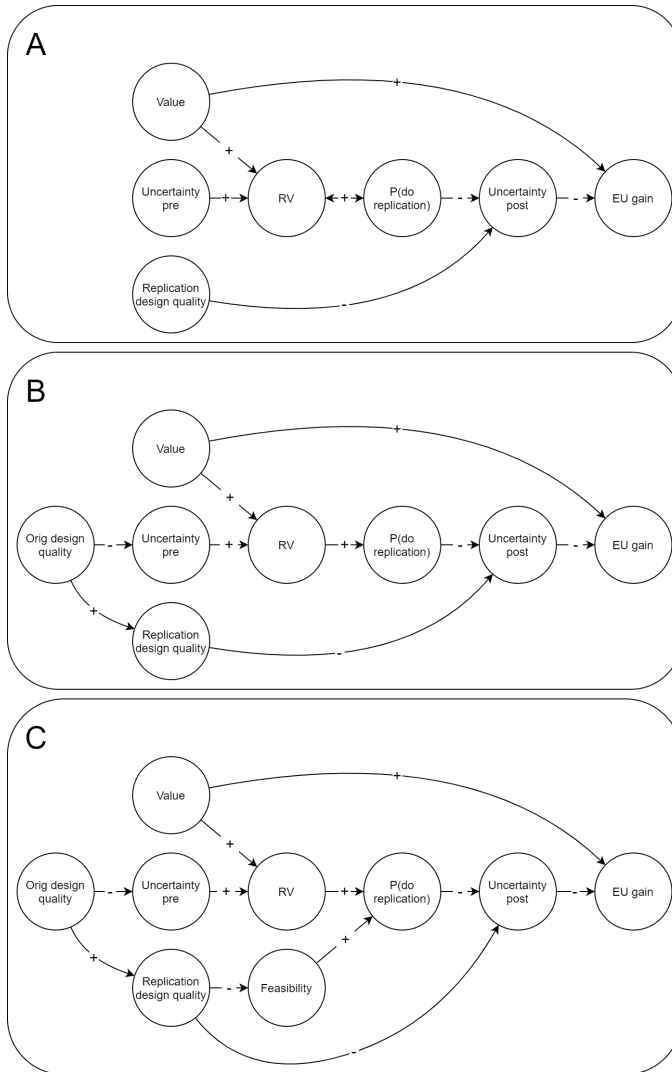 A
Value
+
+
Uncertainty
pre
+
RV
+
P(do
replication)
-
Uncertainty
post
-
EU gain
Replication
design quality
-
B
Value
+
+
Orig design
quality
-
Uncertainty
pre
+
RV
+
P(do
replication)
-
Uncertainty
post
-
EU gain
+
Replication
design quality
-
C
Value
+
+
Orig design
quality
-
Uncertainty
pre
+
RV
+
P(do
replication)
-
Uncertainty
post
-
EU gain
+
+
Replication
design quality
-
Feasibility
-